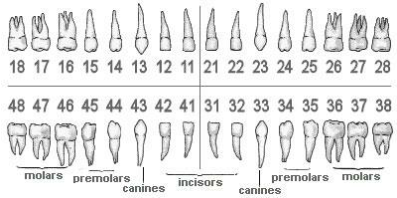 18 17 16 15 14 13 12 11 21 22 23 24 25 26 27 28
48 47 46 45 44 43 42 41 31 32 33 34 35 36 37 38
molars premolars canines incisors canines premolars molars